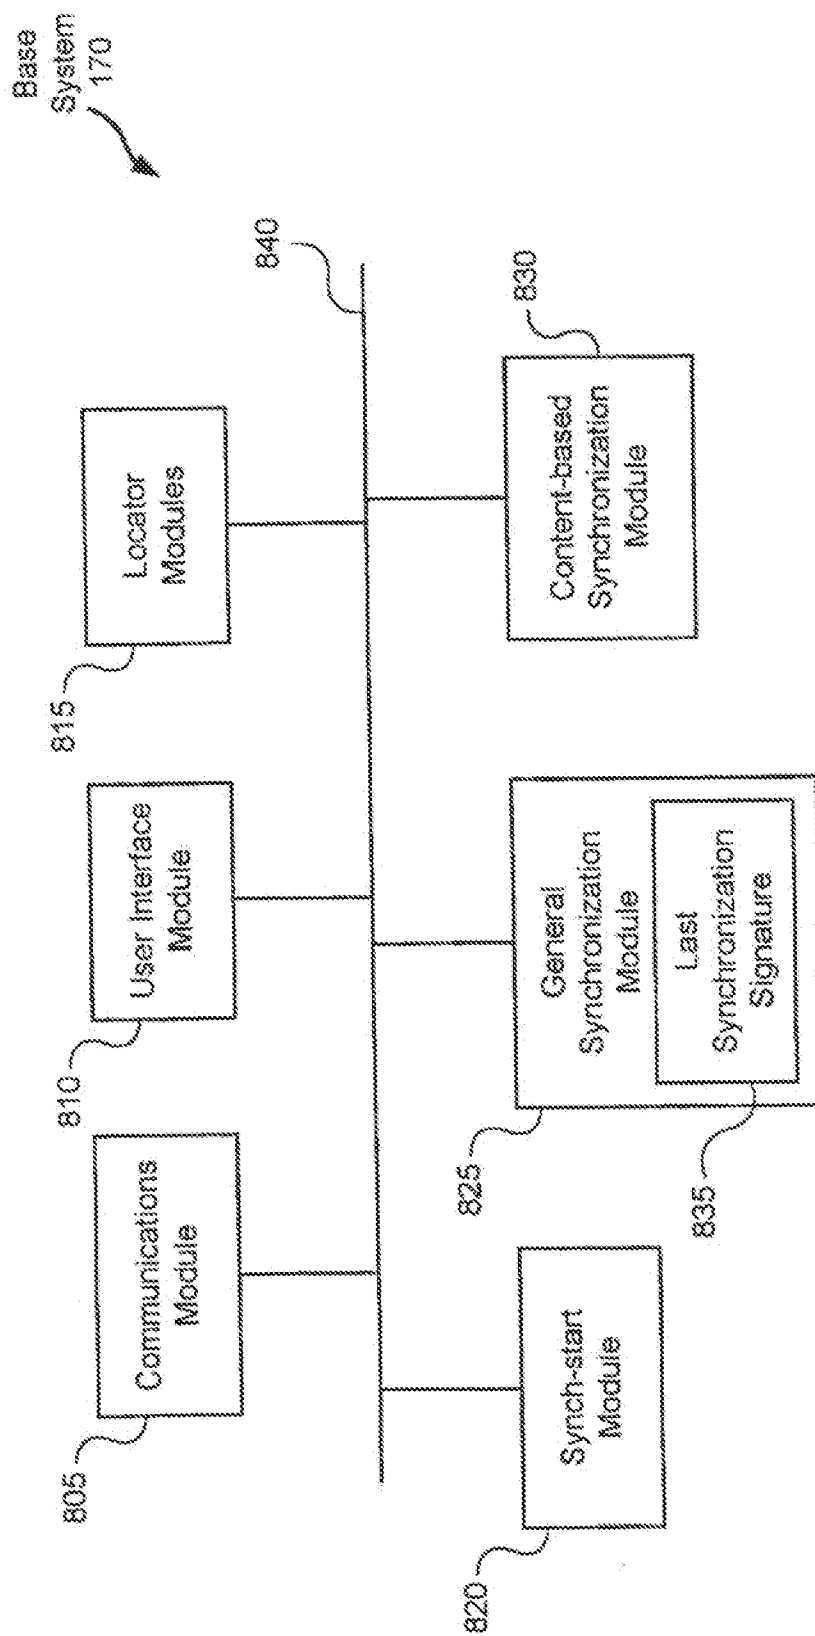 Base
System
170
805
Communications
Module
810
User Interface
Module
815
Locator
Modules
840
820
Synch-start
Module
825
General
Synchronization
Module
835
Last
Synchronization
Signature
830
Content-based
Synchronization
Module